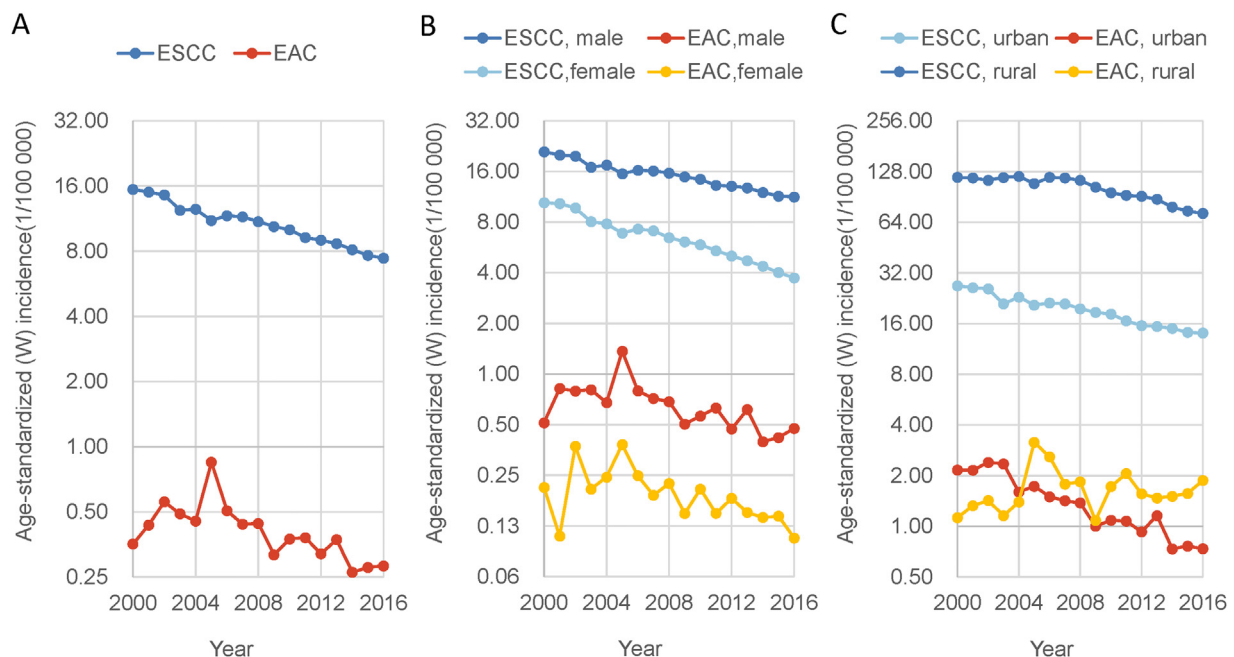 A
ESCC EAC
Age-standardized (W) incidence(1/100 000)
32.00
16.00
8.00
4.00
2.00
1.00
0.50
0.25
2000 2004 2008 2012 2016
Year
B
ESCC, male EAC,male
ESCC,female EAC,female
Age-standardized (W) incidence(1/100 000)
32.00
16.00
8.00
4.00
2.00
1.00
0.50
0.25
0.13
0.06
2000 2004 2008 2012 2016
Year
C
ESCC, urban EAC, urban
ESCC, rural EAC, rural
Age-standardized (W) incidence(1/100 000)
256.00
128.00
64.00
32.00
16.00
8.00
4.00
2.00
1.00
0.50
2000 2004 2008 2012 2016
Year